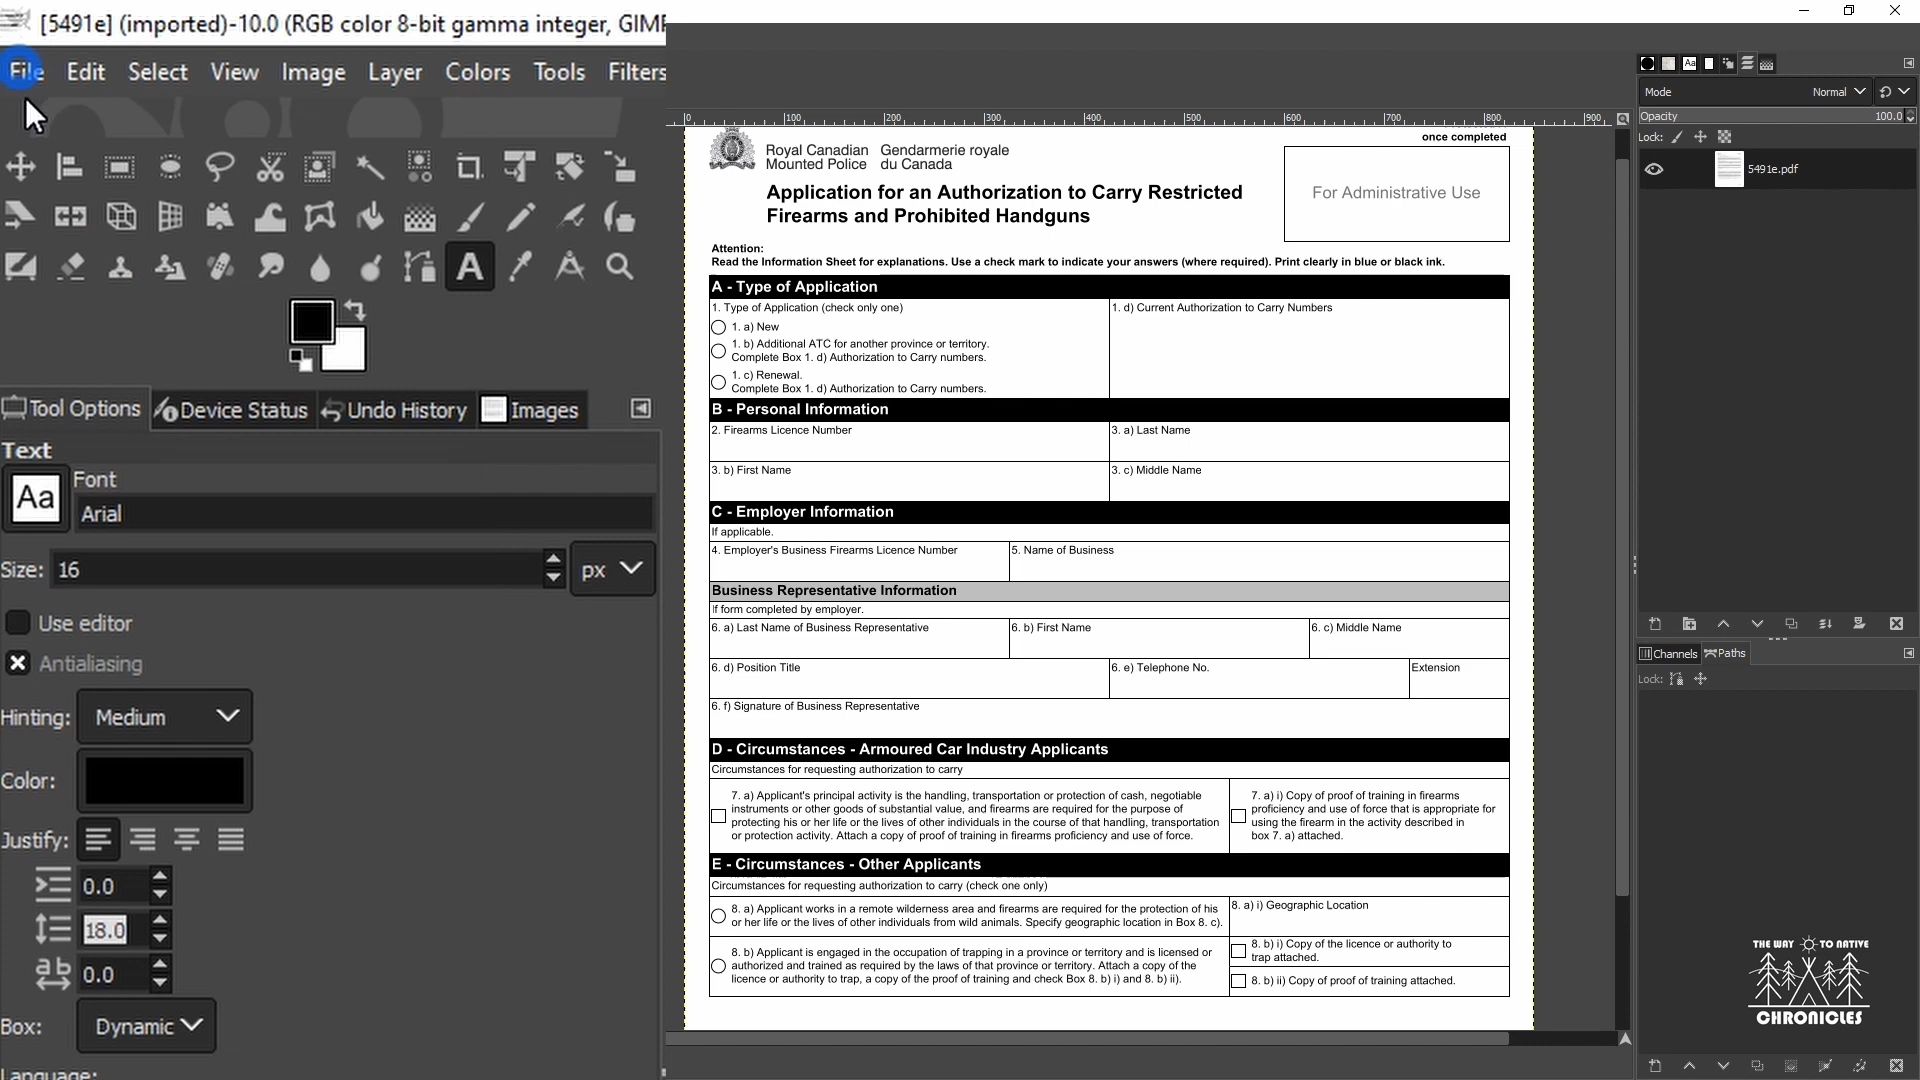 [5491e] (imported)-10.0 (RGB color 8-bit gamma integer, GIMP
File Edit Select View Image Layer Colors Tools Filters
Tool Options Device Status Undo History Images
Text
Aa
Font
Arial
Size: 16 px
Use editor
Antialiasing
Hinting: Medium
Color:
Justify:
0.0
18.0
ab
0.0
Box: Dynamic
Language:
0 100 200 300 400 500 600 700 800 900
once completed
Royal Canadian Gendarmerie royale
Mounted Police du Canada
Application for an Authorization to Carry Restricted
Firearms and Prohibited Handguns
For Administrative Use
Attention:
Read the Information Sheet for explanations. Use a check mark to indicate your answers (where required). Print clearly in blue or black ink.
A - Type of Application
1. Type of Application (check only one)
1. a) New
1. b) Additional ATC for another province or territory.
Complete Box 1. d) Authorization to Carry numbers.
1. c) Renewal.
Complete Box 1. d) Authorization to Carry numbers.
1. d) Current Authorization to Carry Numbers
B - Personal Information
2. Firearms Licence Number
3. a) Last Name
3. b) First Name
3. c) Middle Name
C - Employer Information
If applicable.
4. Employer's Business Firearms Licence Number
5. Name of Business
Business Representative Information
If form completed by employer.
6. a) Last Name of Business Representative
6. b) First Name
6. c) Middle Name
6. d) Position Title
6. e) Telephone No.
Extension
6. f) Signature of Business Representative
D - Circumstances - Armoured Car Industry Applicants
Circumstances for requesting authorization to carry
7. a) Applicant's principal activity is the handling, transportation or protection of cash, negotiable
instruments or other goods of substantial value, and firearms are required for the purpose of
protecting his or her life or the lives of other individuals in the course of that handling, transportation
or protection activity. Attach a copy of proof of training in firearms proficiency and use of force.
7. a) i) Copy of proof of training in firearms
proficiency and use of force that is appropriate for
using the firearm in the activity described in
box 7. a) attached.
E - Circumstances - Other Applicants
Circumstances for requesting authorization to carry (check one only)
8. a) Applicant works in a remote wilderness area and firearms are required for the protection of his
or her life or the lives of other individuals from wild animals. Specify geographic location in Box 8. c).
8. a) i) Geographic Location
8. b) Applicant is engaged in the occupation of trapping in a province or territory and is licensed or
authorized and trained as required by the laws of that province or territory. Attach a copy of the
licence or authority to trap, a copy of the proof of training and check Box 8. b) i) and 8. b) ii).
8. b) i) Copy of the licence or authority to
trap attached.
8. b) ii) Copy of proof of training attached.
Aa
Mode Normal
Opacity 100.0
Lock:
5491e.pdf
Channels Paths
Lock:
THE WAY TO NATIVE
CHRONICLES